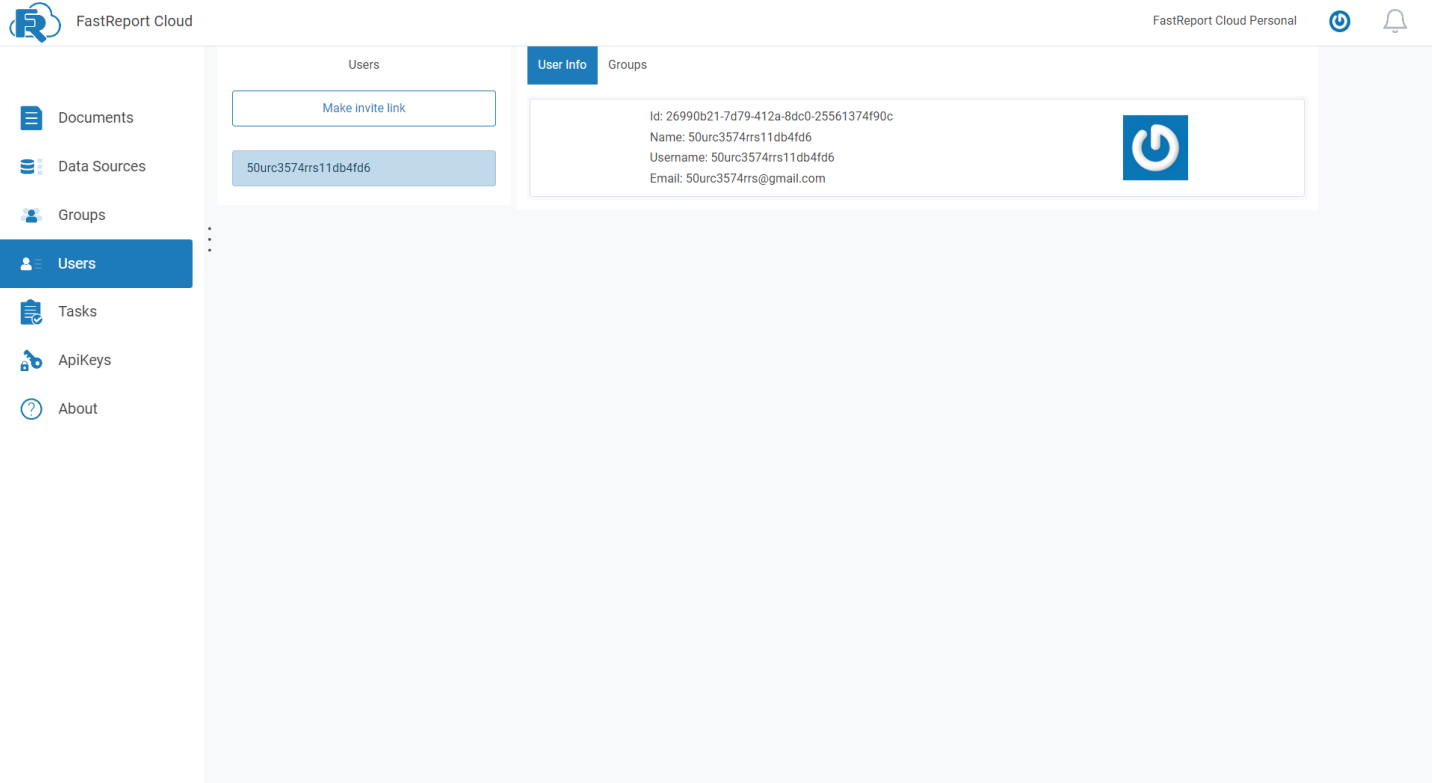 FastReport Cloud
FastReport Cloud Personal
Documents
Data Sources
Groups
Users
Tasks
ApiKeys
About
Users
Make invite link
50urc3574rrs11db4fd6
User Info
Groups
Id: 26990b21-7d79-412a-8dc0-25561374f90c
Name: 50urc3574rrs11db4fd6
Username: 50urc3574rrs11db4fd6
Email: 50urc3574rrs@gmail.com